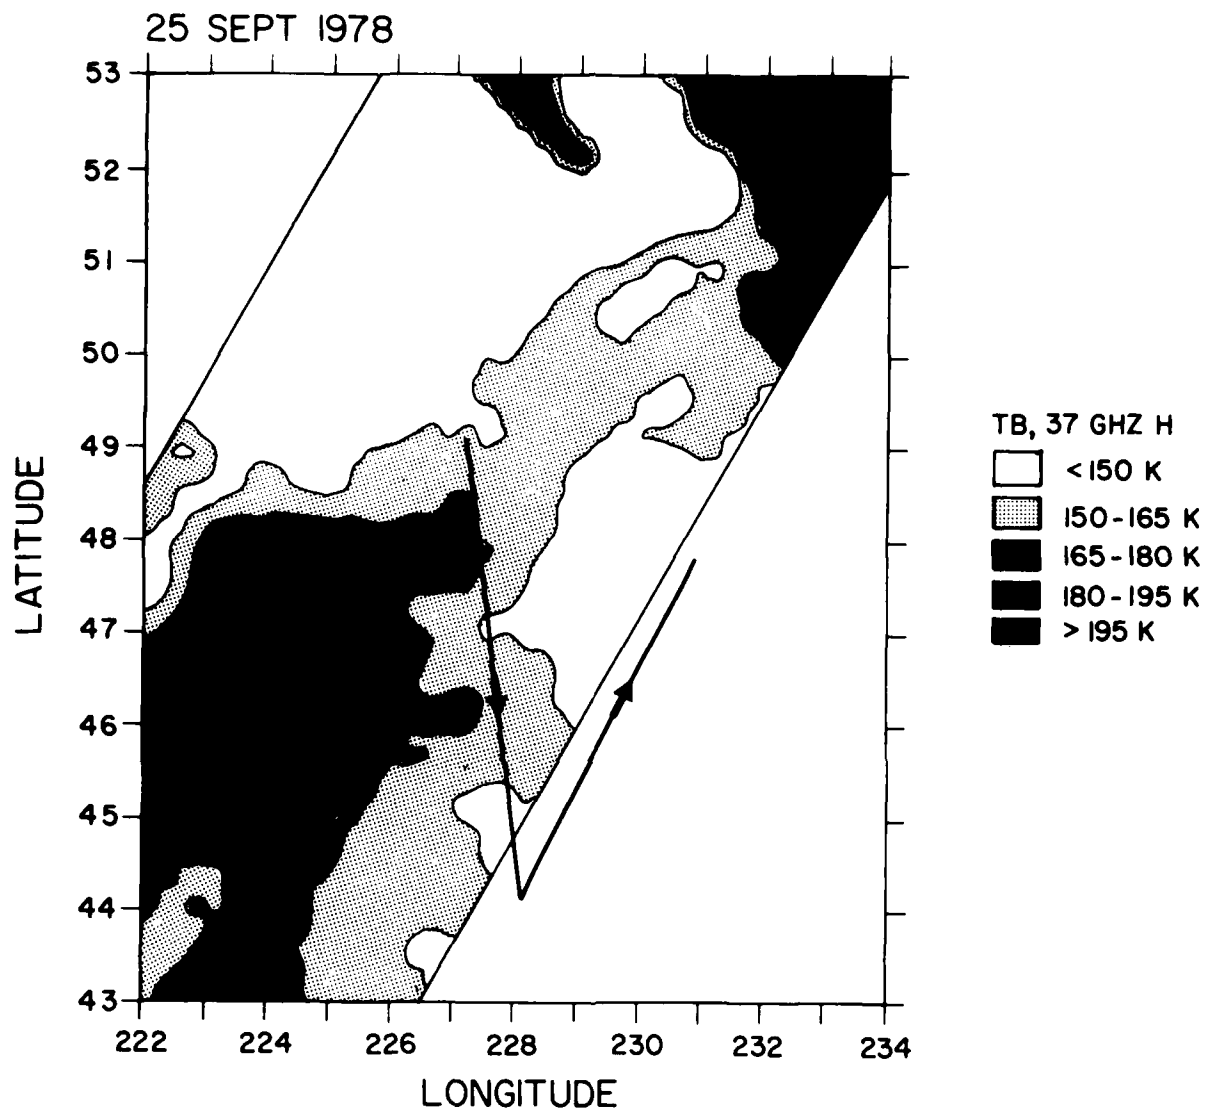 25 SEPT 1978
53
52
51
50
49
48
47
46
45
44
43
LATITUDE
222 224 226 228 230 232 234
LONGITUDE
TB, 37 GHZ H
<150 K
150-165 K
165-180 K
180-195 K
>195 K